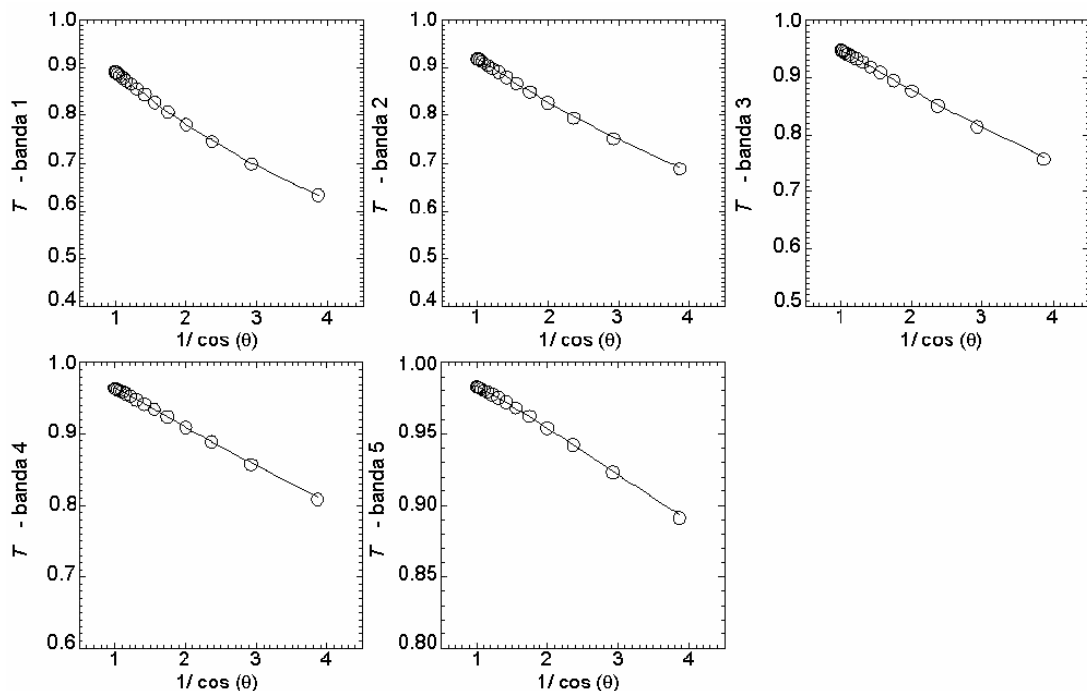 T - banda 1
1.0
0.9
0.8
0.7
0.6
0.5
0.4
1 2 3 4
1/ cos (θ)
T - banda 2
1.0
0.9
0.8
0.7
0.6
0.5
0.4
1 2 3 4
1/ cos (θ)
T - banda 3
1.0
0.9
0.8
0.7
0.6
0.5
1 2 3 4
1/ cos (θ)
T - banda 4
1.0
0.9
0.8
0.7
0.6
1 2 3 4
1/ cos (θ)
T - banda 5
1.00
0.95
0.90
0.85
0.80
1 2 3 4
1/ cos (θ)